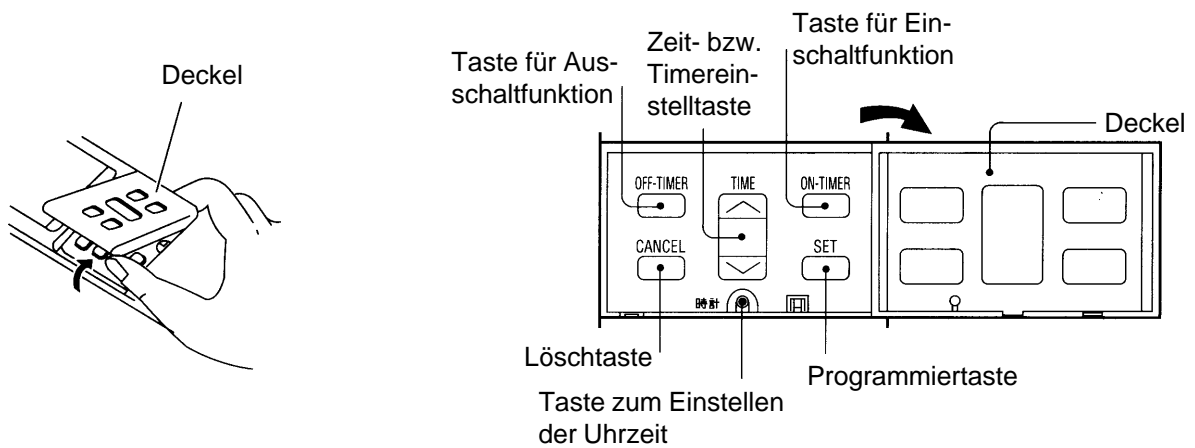 Deckel
Taste für Aus-
schaltfunktion
Zeit- bzw.
Timerein-
stelltaste
Taste für Ein-
schaltfunktion
Deckel
OFF-TIMER
TIME
ON-TIMER
CANCEL
SET
時計
Löschtaste
Programmiertaste
Taste zum Einstellen
der Uhrzeit